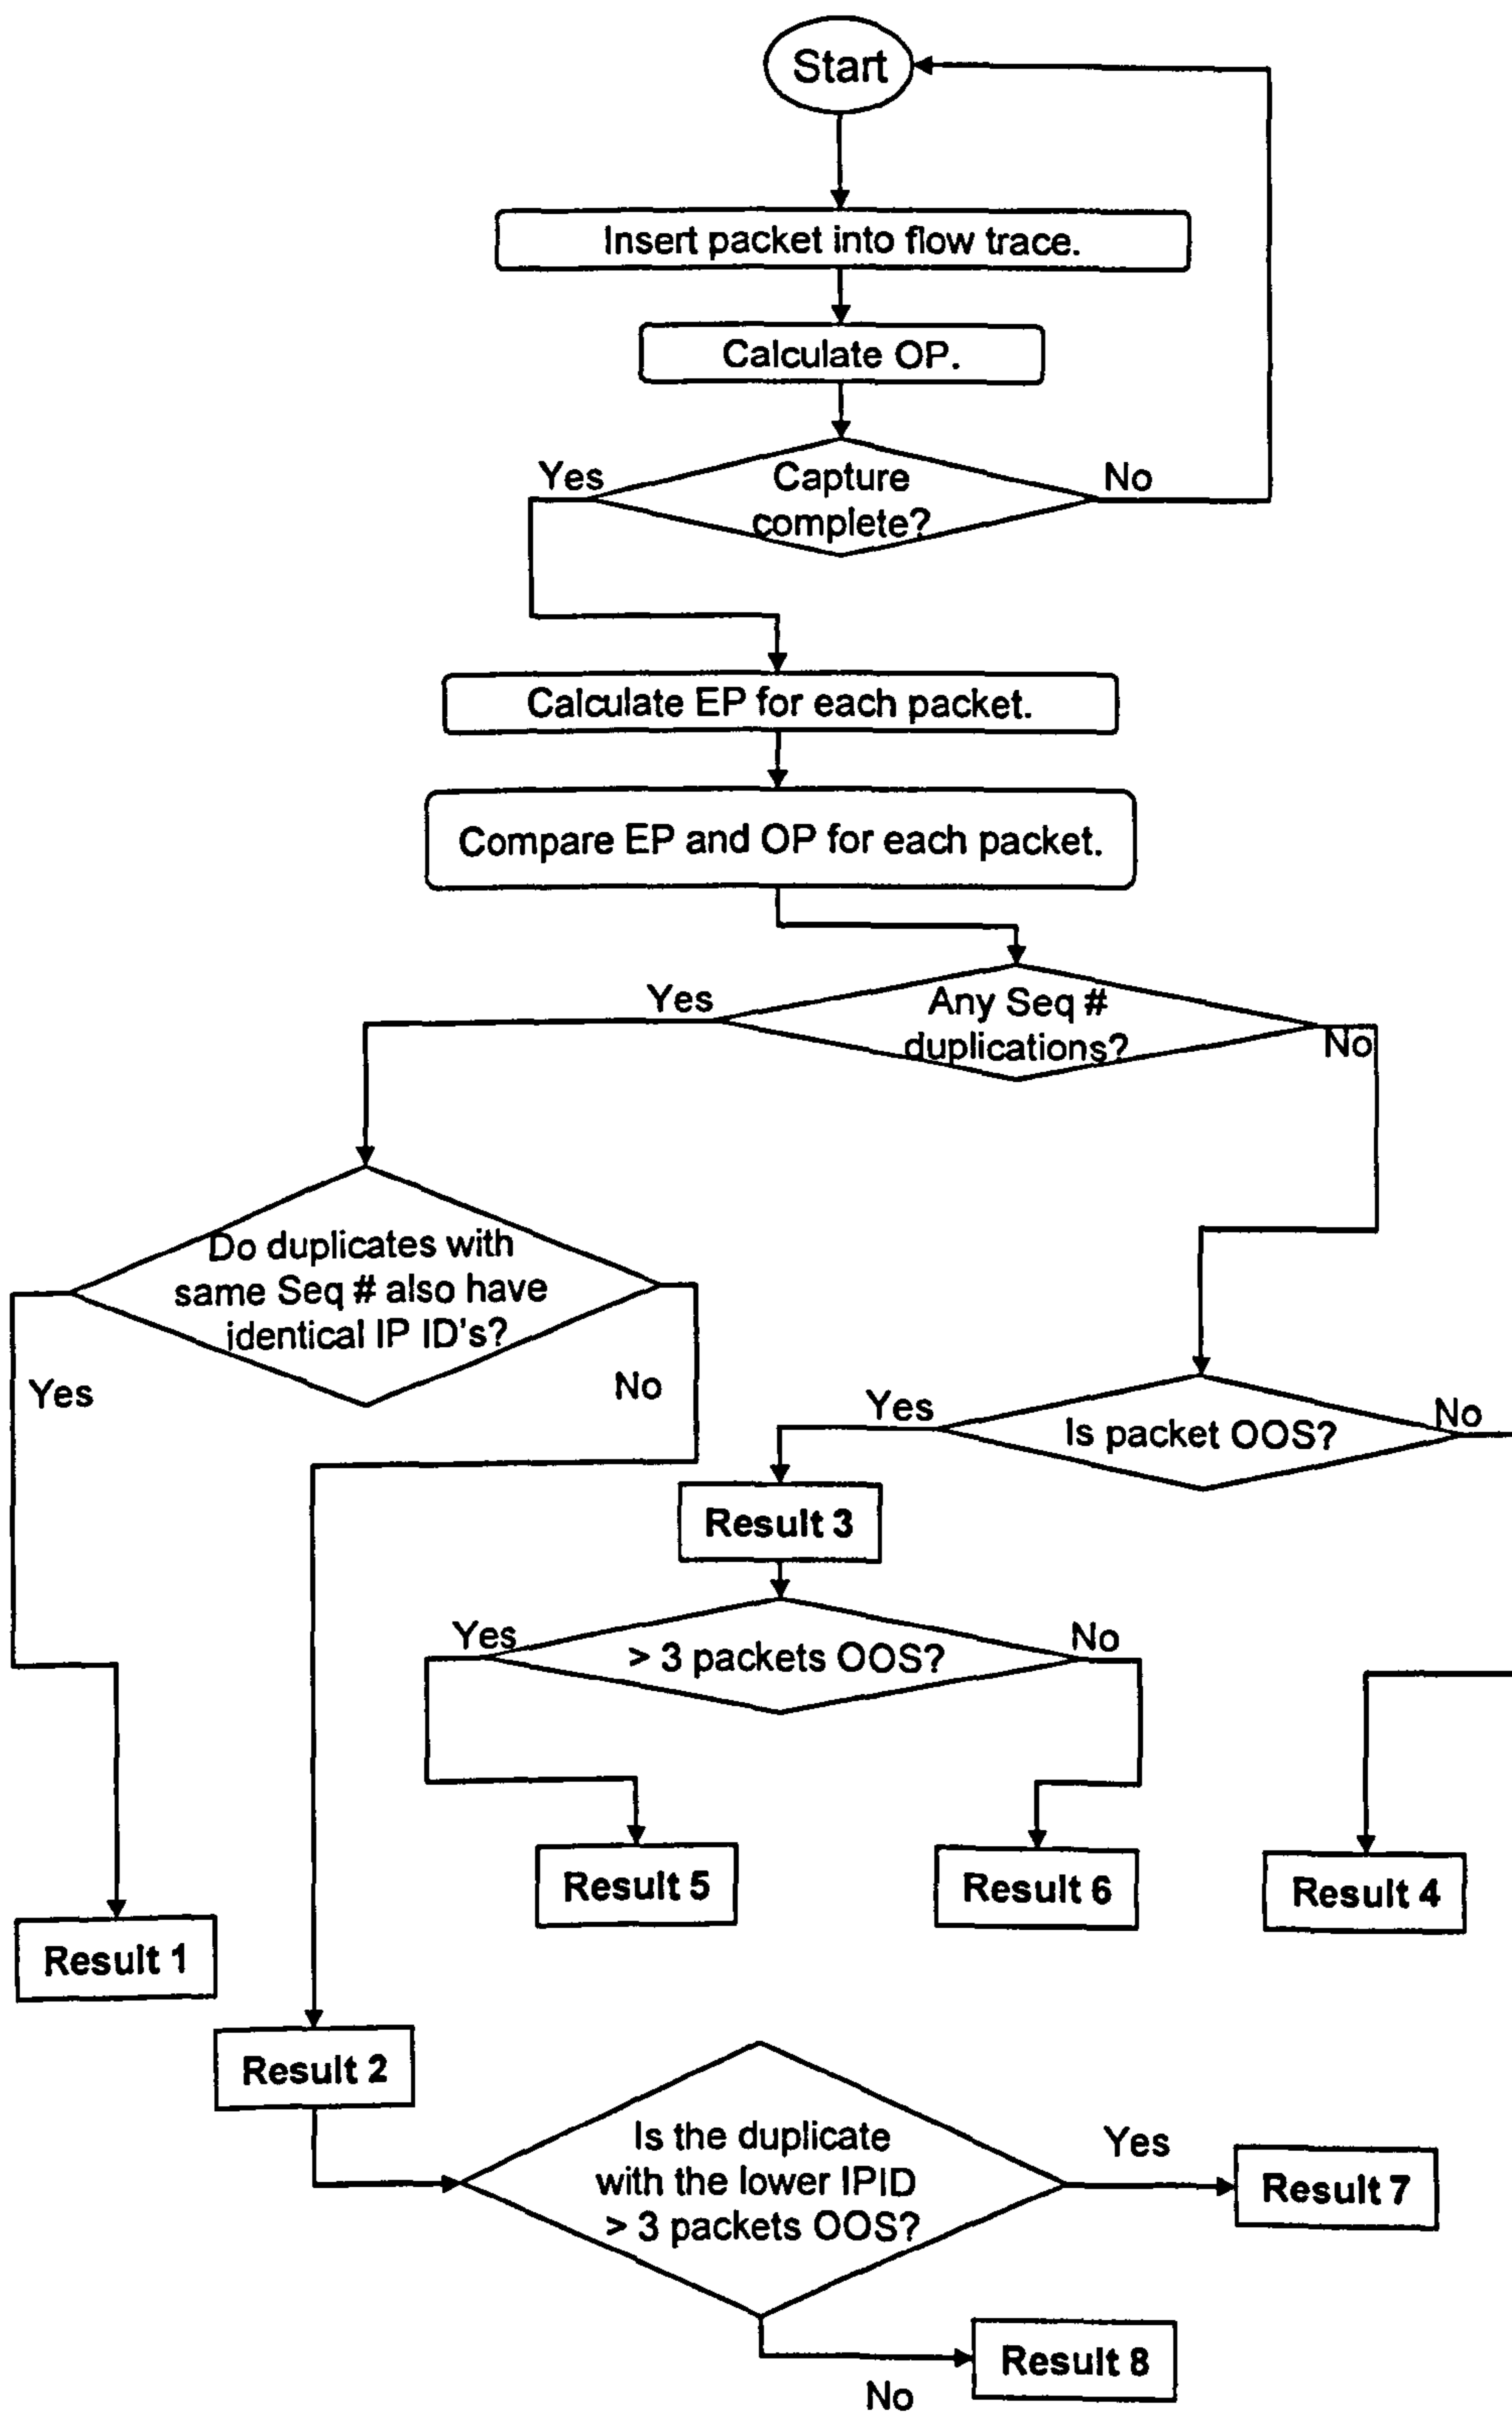 Start
Insert packet into flow trace.
Calculate OP.
Yes
Capture
complete?
No
Calculate EP for each packet.
Compare EP and OP for each packet.
Yes
Any Seq #
duplications?
No
Do duplicates with
same Seq # also have
identical IP ID's?
Yes
No
Yes
Is packet OOS?
No
Result 3
Yes
> 3 packets OOS?
No
Result 5
Result 6
Result 4
Result 1
Result 2
Is the duplicate
with the lower IPID
> 3 packets OOS?
Yes
Result 7
No
Result 8